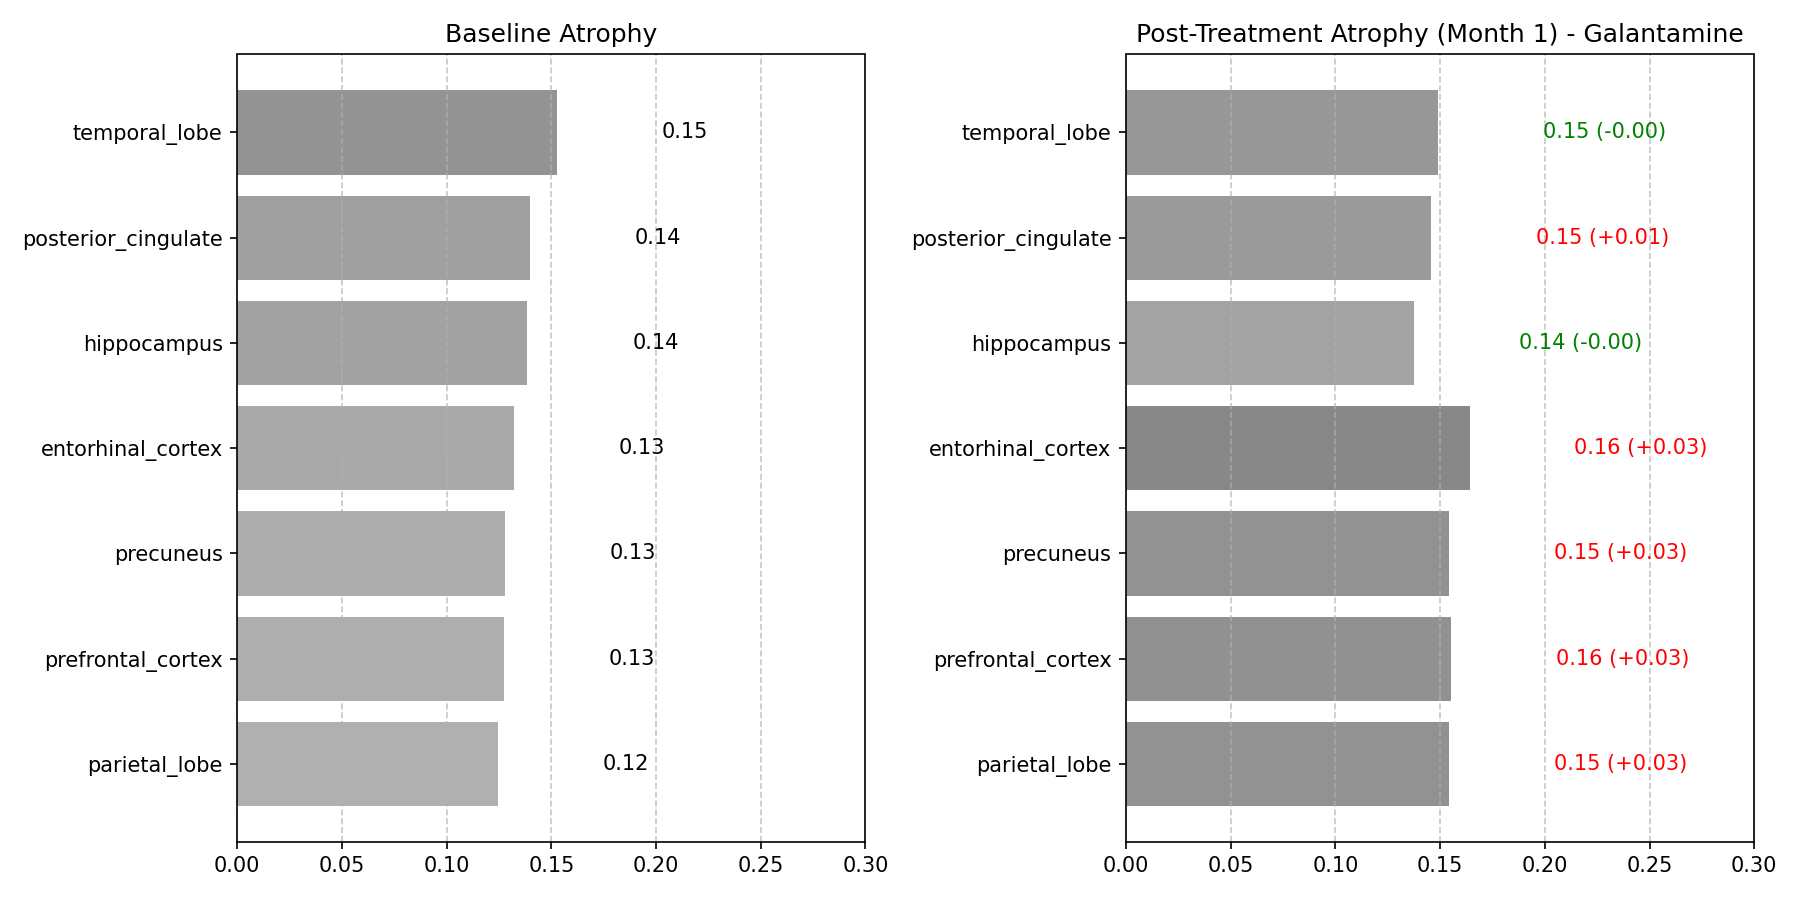 Baseline Atrophy
temporal_lobe 0.15
posterior_cingulate 0.14
hippocampus 0.14
entorhinal_cortex 0.13
precuneus 0.13
prefrontal_cortex 0.13
parietal_lobe 0.12
0.00 0.05 0.10 0.15 0.20 0.25 0.30
Post-Treatment Atrophy (Month 1) - Galantamine
temporal_lobe 0.15 (-0.00)
posterior_cingulate 0.15 (+0.01)
hippocampus 0.14 (-0.00)
entorhinal_cortex 0.16 (+0.03)
precuneus 0.15 (+0.03)
prefrontal_cortex 0.16 (+0.03)
parietal_lobe 0.15 (+0.03)
0.00 0.05 0.10 0.15 0.20 0.25 0.30